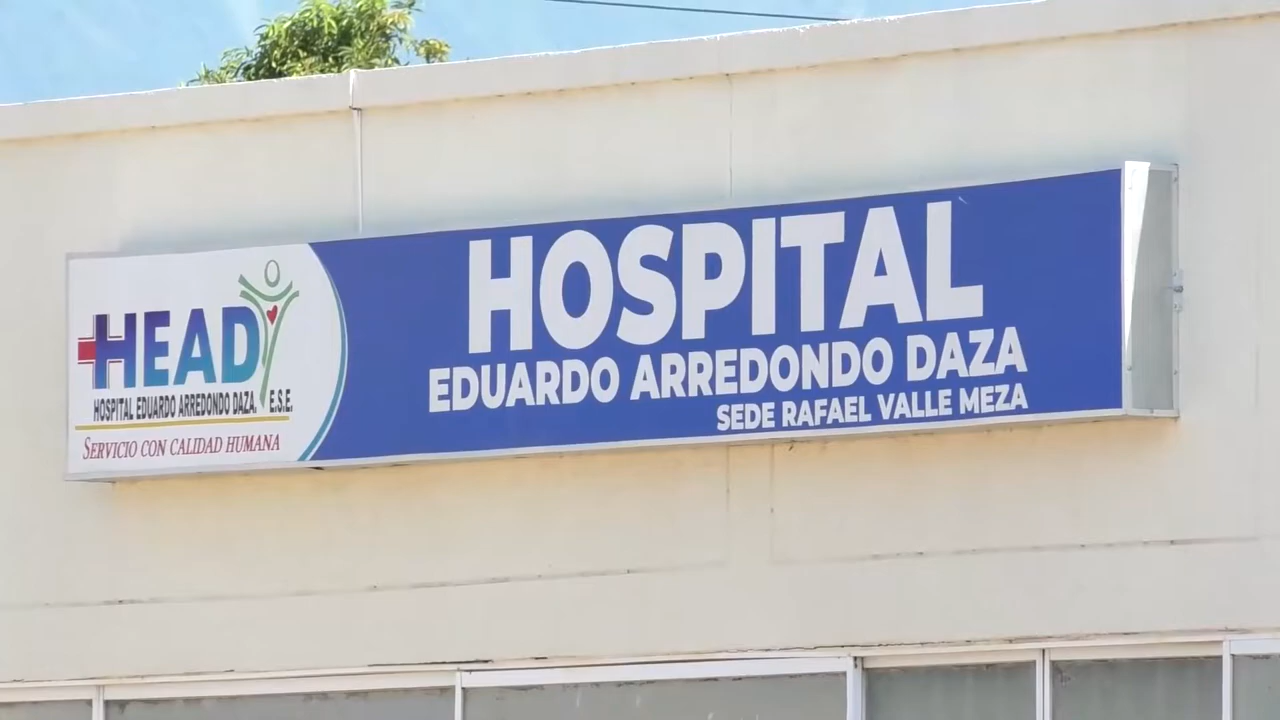 HEAD
HOSPITAL EDUARDO ARREDONDO DAZA. E.S.E.
SERVICIO CON CALIDAD HUMANA
HOSPITAL
EDUARDO ARREDONDO DAZA
SEDE RAFAEL VALLE MEZA